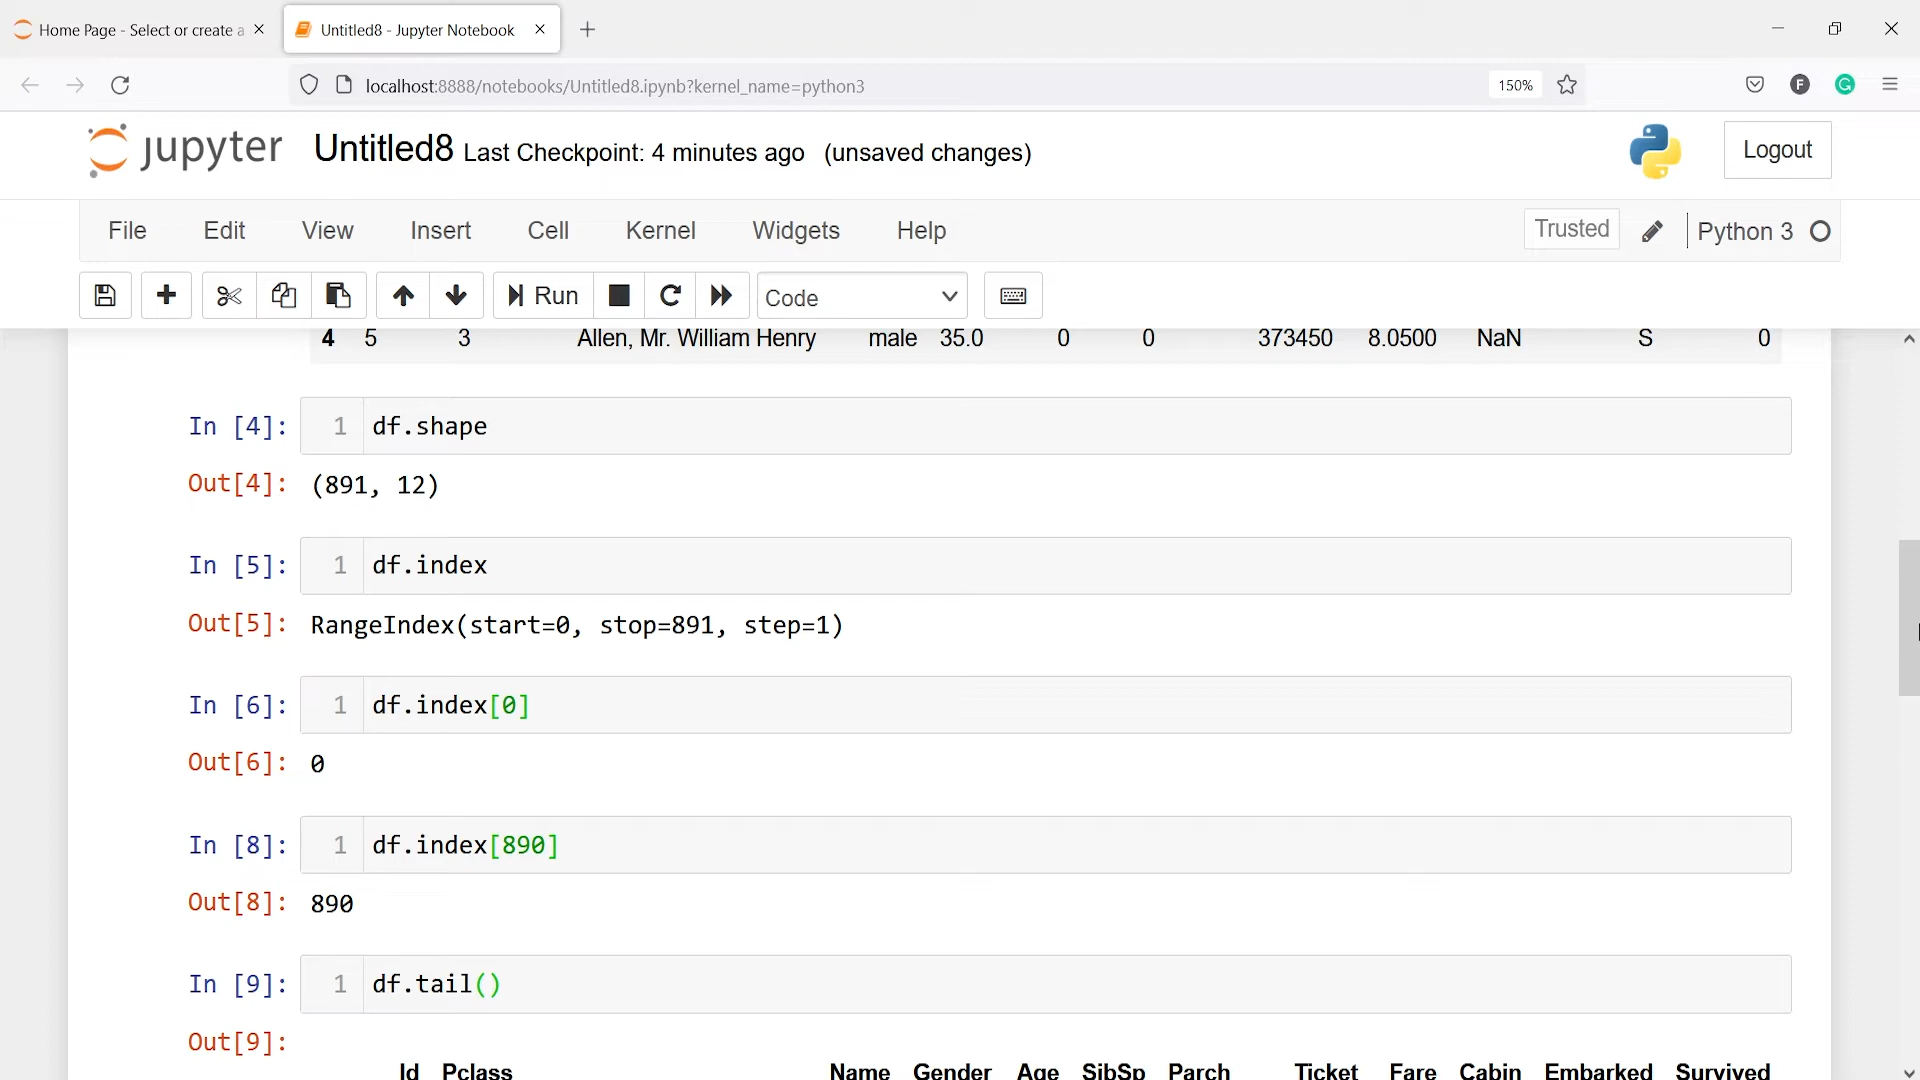 Home Page - Select or create a
Untitled8 - Jupyter Notebook
localhost:8888/notebooks/Untitled8.ipynb?kernel_name=python3
150%
F
G
jupyter Untitled8 Last Checkpoint: 4 minutes ago (unsaved changes)
Logout
File Edit View Insert Cell Kernel Widgets Help
Trusted
Python 3
Run
Code
4 5 3 Allen, Mr. William Henry male 35.0 0 0 373450 8.0500 NaN S 0
In [4]: 1 df.shape
Out[4]: (891, 12)
In [5]: 1 df.index
Out[5]: RangeIndex(start=0, stop=891, step=1)
In [6]: 1 df.index[0]
Out[6]: 0
In [8]: 1 df.index[890]
Out[8]: 890
In [9]: 1 df.tail()
Out[9]:
Id Pclass Name Gender Age SibSp Parch Ticket Fare Cabin Embarked Survived